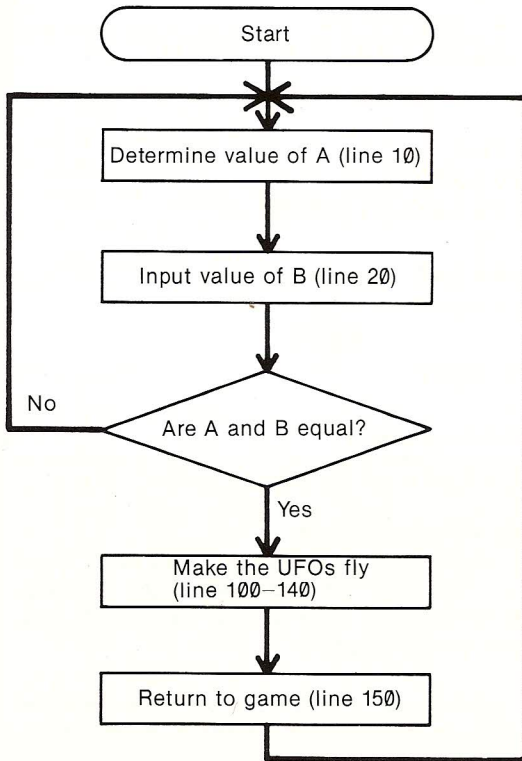 Start
Determine value of A (line 10)
Input value of B (line 20)
Are A and B equal?
No
Yes
Make the UFOs fly
(line 100–140)
Return to game (line 150)